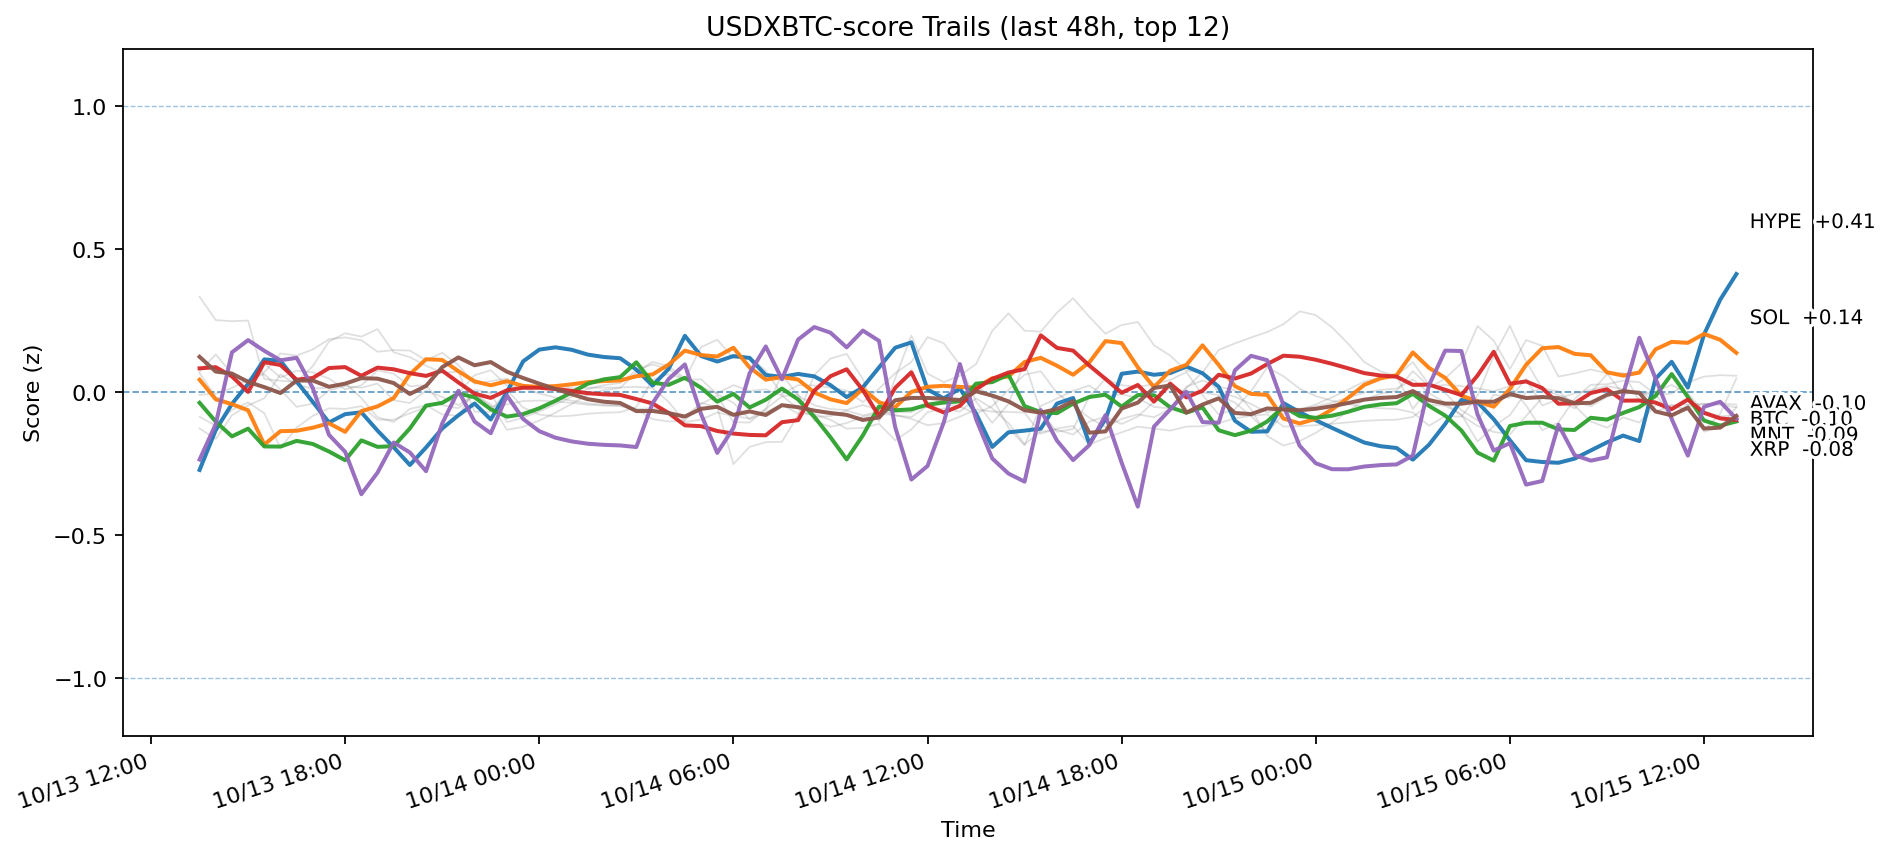 USDXBTC-score Trails (last 48h, top 12)
Score (z)
1.0
0.5
0.0
−0.5
−1.0
HYPE +0.41
SOL +0.14
AVAX -0.10
BTC -0.10
MNT -0.09
XRP -0.08
10/13 12:00
10/13 18:00
10/14 00:00
10/14 06:00
10/14 12:00
10/14 18:00
10/15 00:00
10/15 06:00
10/15 12:00
Time